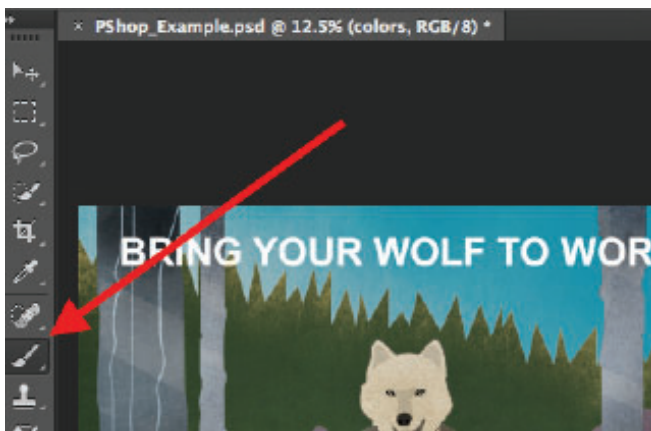 × PShop_Example.psd @ 12.5% (colors, RGB/8) *
BRING YOUR WOLF TO WOR